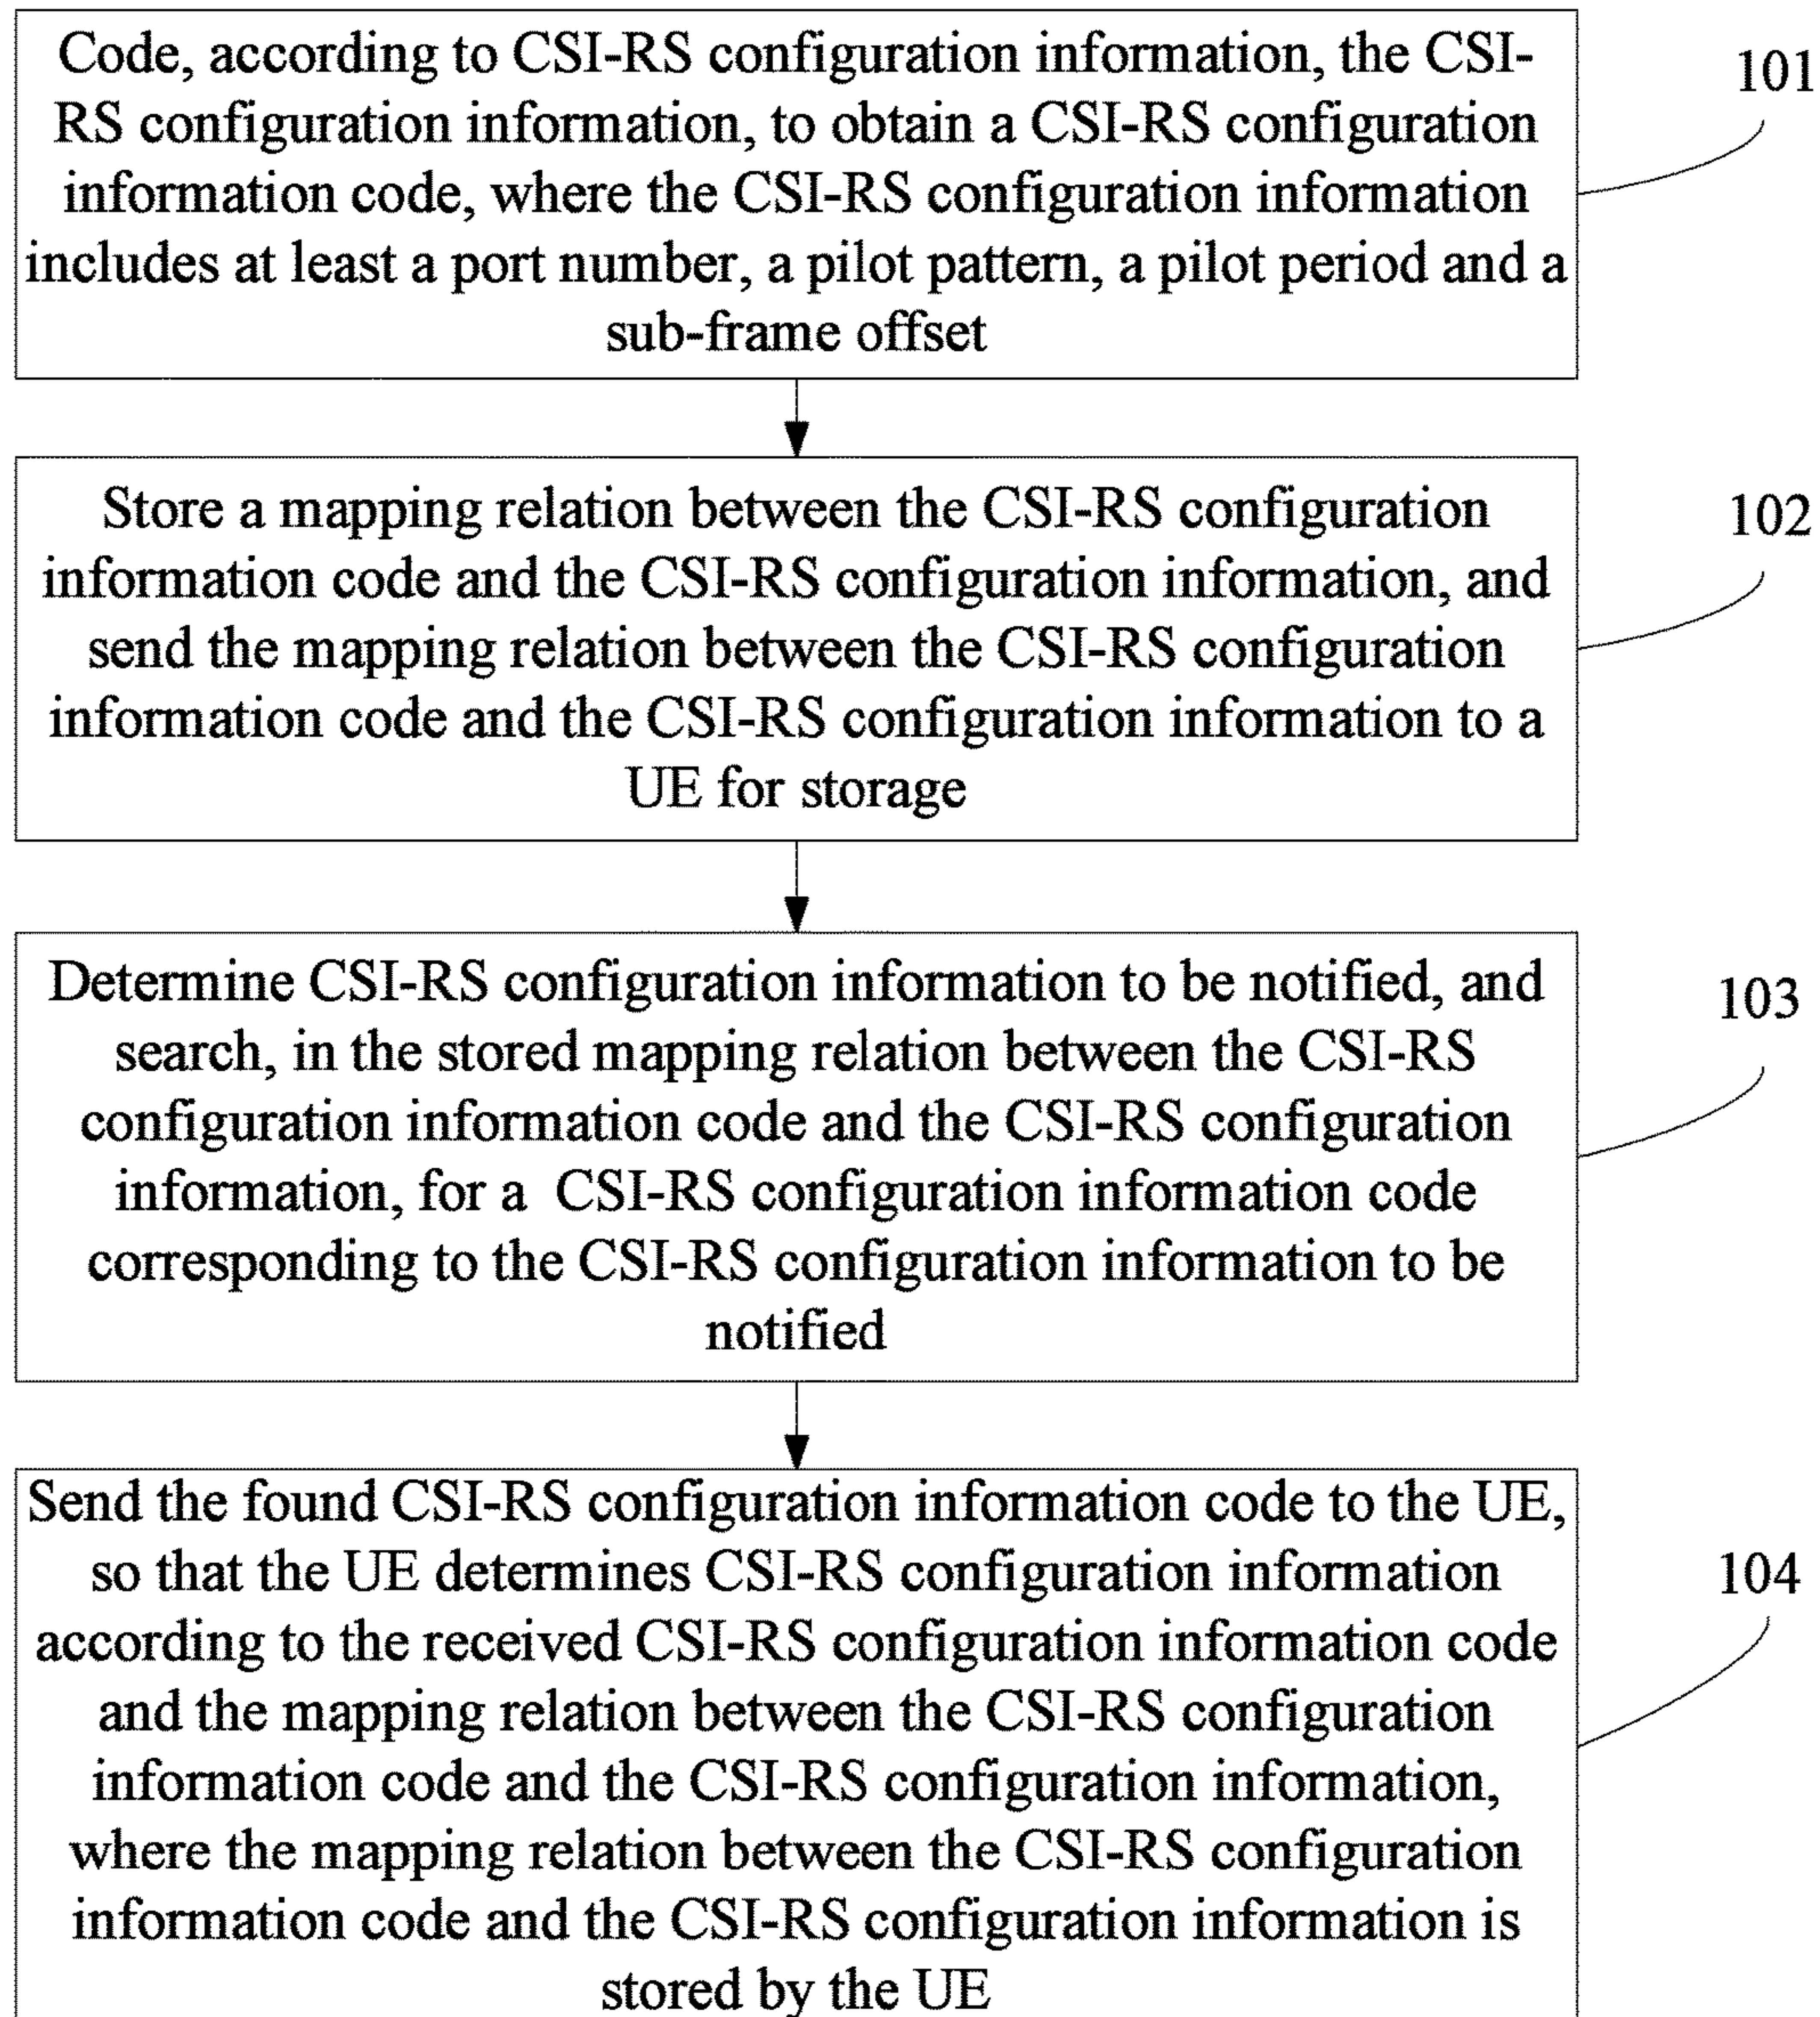 Code, according to CSI-RS configuration information, the CSI-
RS configuration information, to obtain a CSI-RS configuration
information code, where the CSI-RS configuration information
includes at least a port number, a pilot pattern, a pilot period and a
sub-frame offset
101
Store a mapping relation between the CSI-RS configuration
information code and the CSI-RS configuration information, and
send the mapping relation between the CSI-RS configuration
information code and the CSI-RS configuration information to a
UE for storage
102
Determine CSI-RS configuration information to be notified, and
search, in the stored mapping relation between the CSI-RS
configuration information code and the CSI-RS configuration
information, for a CSI-RS configuration information code
corresponding to the CSI-RS configuration information to be
notified
103
Send the found CSI-RS configuration information code to the UE,
so that the UE determines CSI-RS configuration information
according to the received CSI-RS configuration information code
and the mapping relation between the CSI-RS configuration
information code and the CSI-RS configuration information,
where the mapping relation between the CSI-RS configuration
information code and the CSI-RS configuration information is
stored by the UE
104